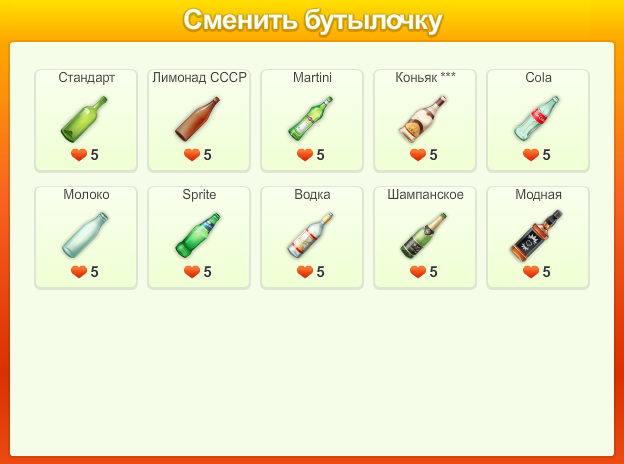 Сменить бутылочку
Стандарт
Лимонад СССР
Martini
Коньяк ***
Cola
5
5
5
5
5
Молоко
Sprite
Водка
Шампанское
Модная
5
5
5
5
5